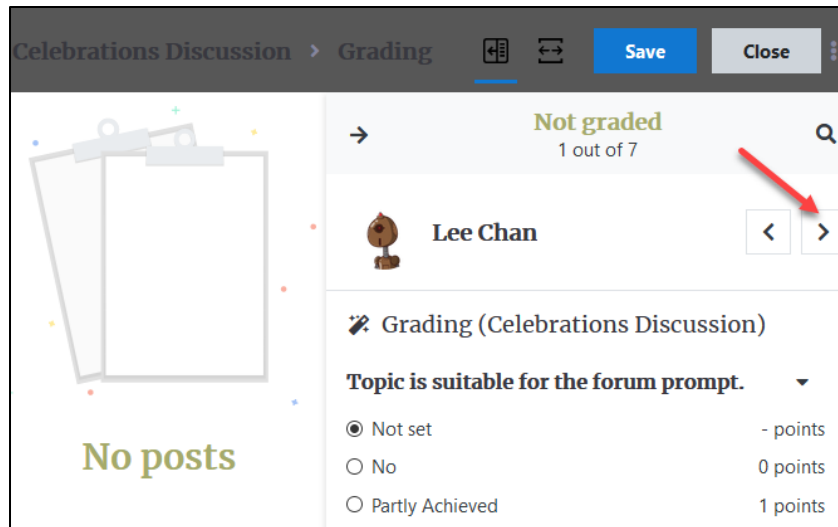 Celebrations Discussion > Grading
Save
Close
No posts
Not graded
1 out of 7
Lee Chan
Grading (Celebrations Discussion)
Topic is suitable for the forum prompt.
Not set - points
No 0 points
Partly Achieved 1 points